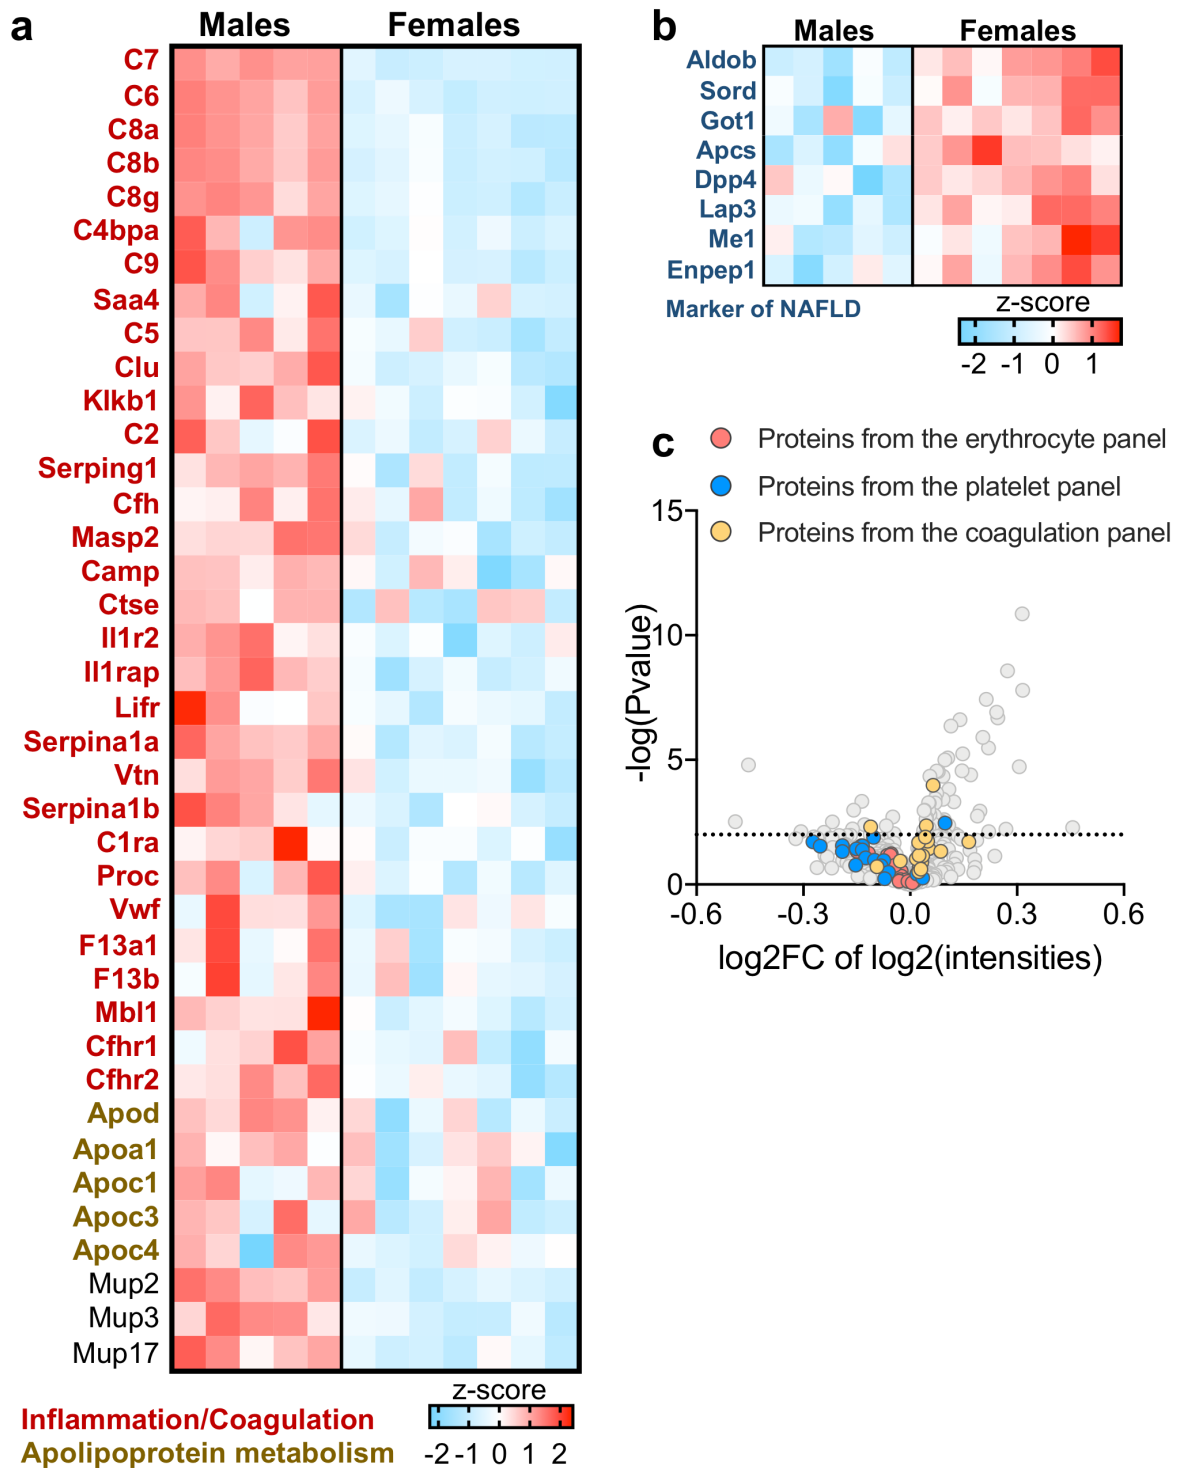 a
Males Females
C7
C6
C8a
C8b
C8g
C4bpa
C9
Saa4
C5
Clu
Klkb1
C2
Serping1
Cfh
Masp2
Camp
Ctse
Il1r2
Il1rap
Lifr
Serpina1a
Vtn
Serpina1b
C1ra
Proc
Vwf
F13a1
F13b
Mbl1
Cfhr1
Cfhr2
Apod
Apoa1
Apoc1
Apoc3
Apoc4
Mup2
Mup3
Mup17
z-score
-2 -1 0 1 2
Inflammation/Coagulation
Apolipoprotein metabolism
b
Males Females
Aldob
Sord
Got1
Apcs
Dpp4
Lap3
Me1
Enpep1
Marker of NAFLD
z-score
-2 -1 0 1
c
Proteins from the erythrocyte panel
Proteins from the platelet panel
Proteins from the coagulation panel
-log(Pvalue)
15
10
5
0
-0.6 -0.3 0.0 0.3 0.6
log2FC of log2(intensities)